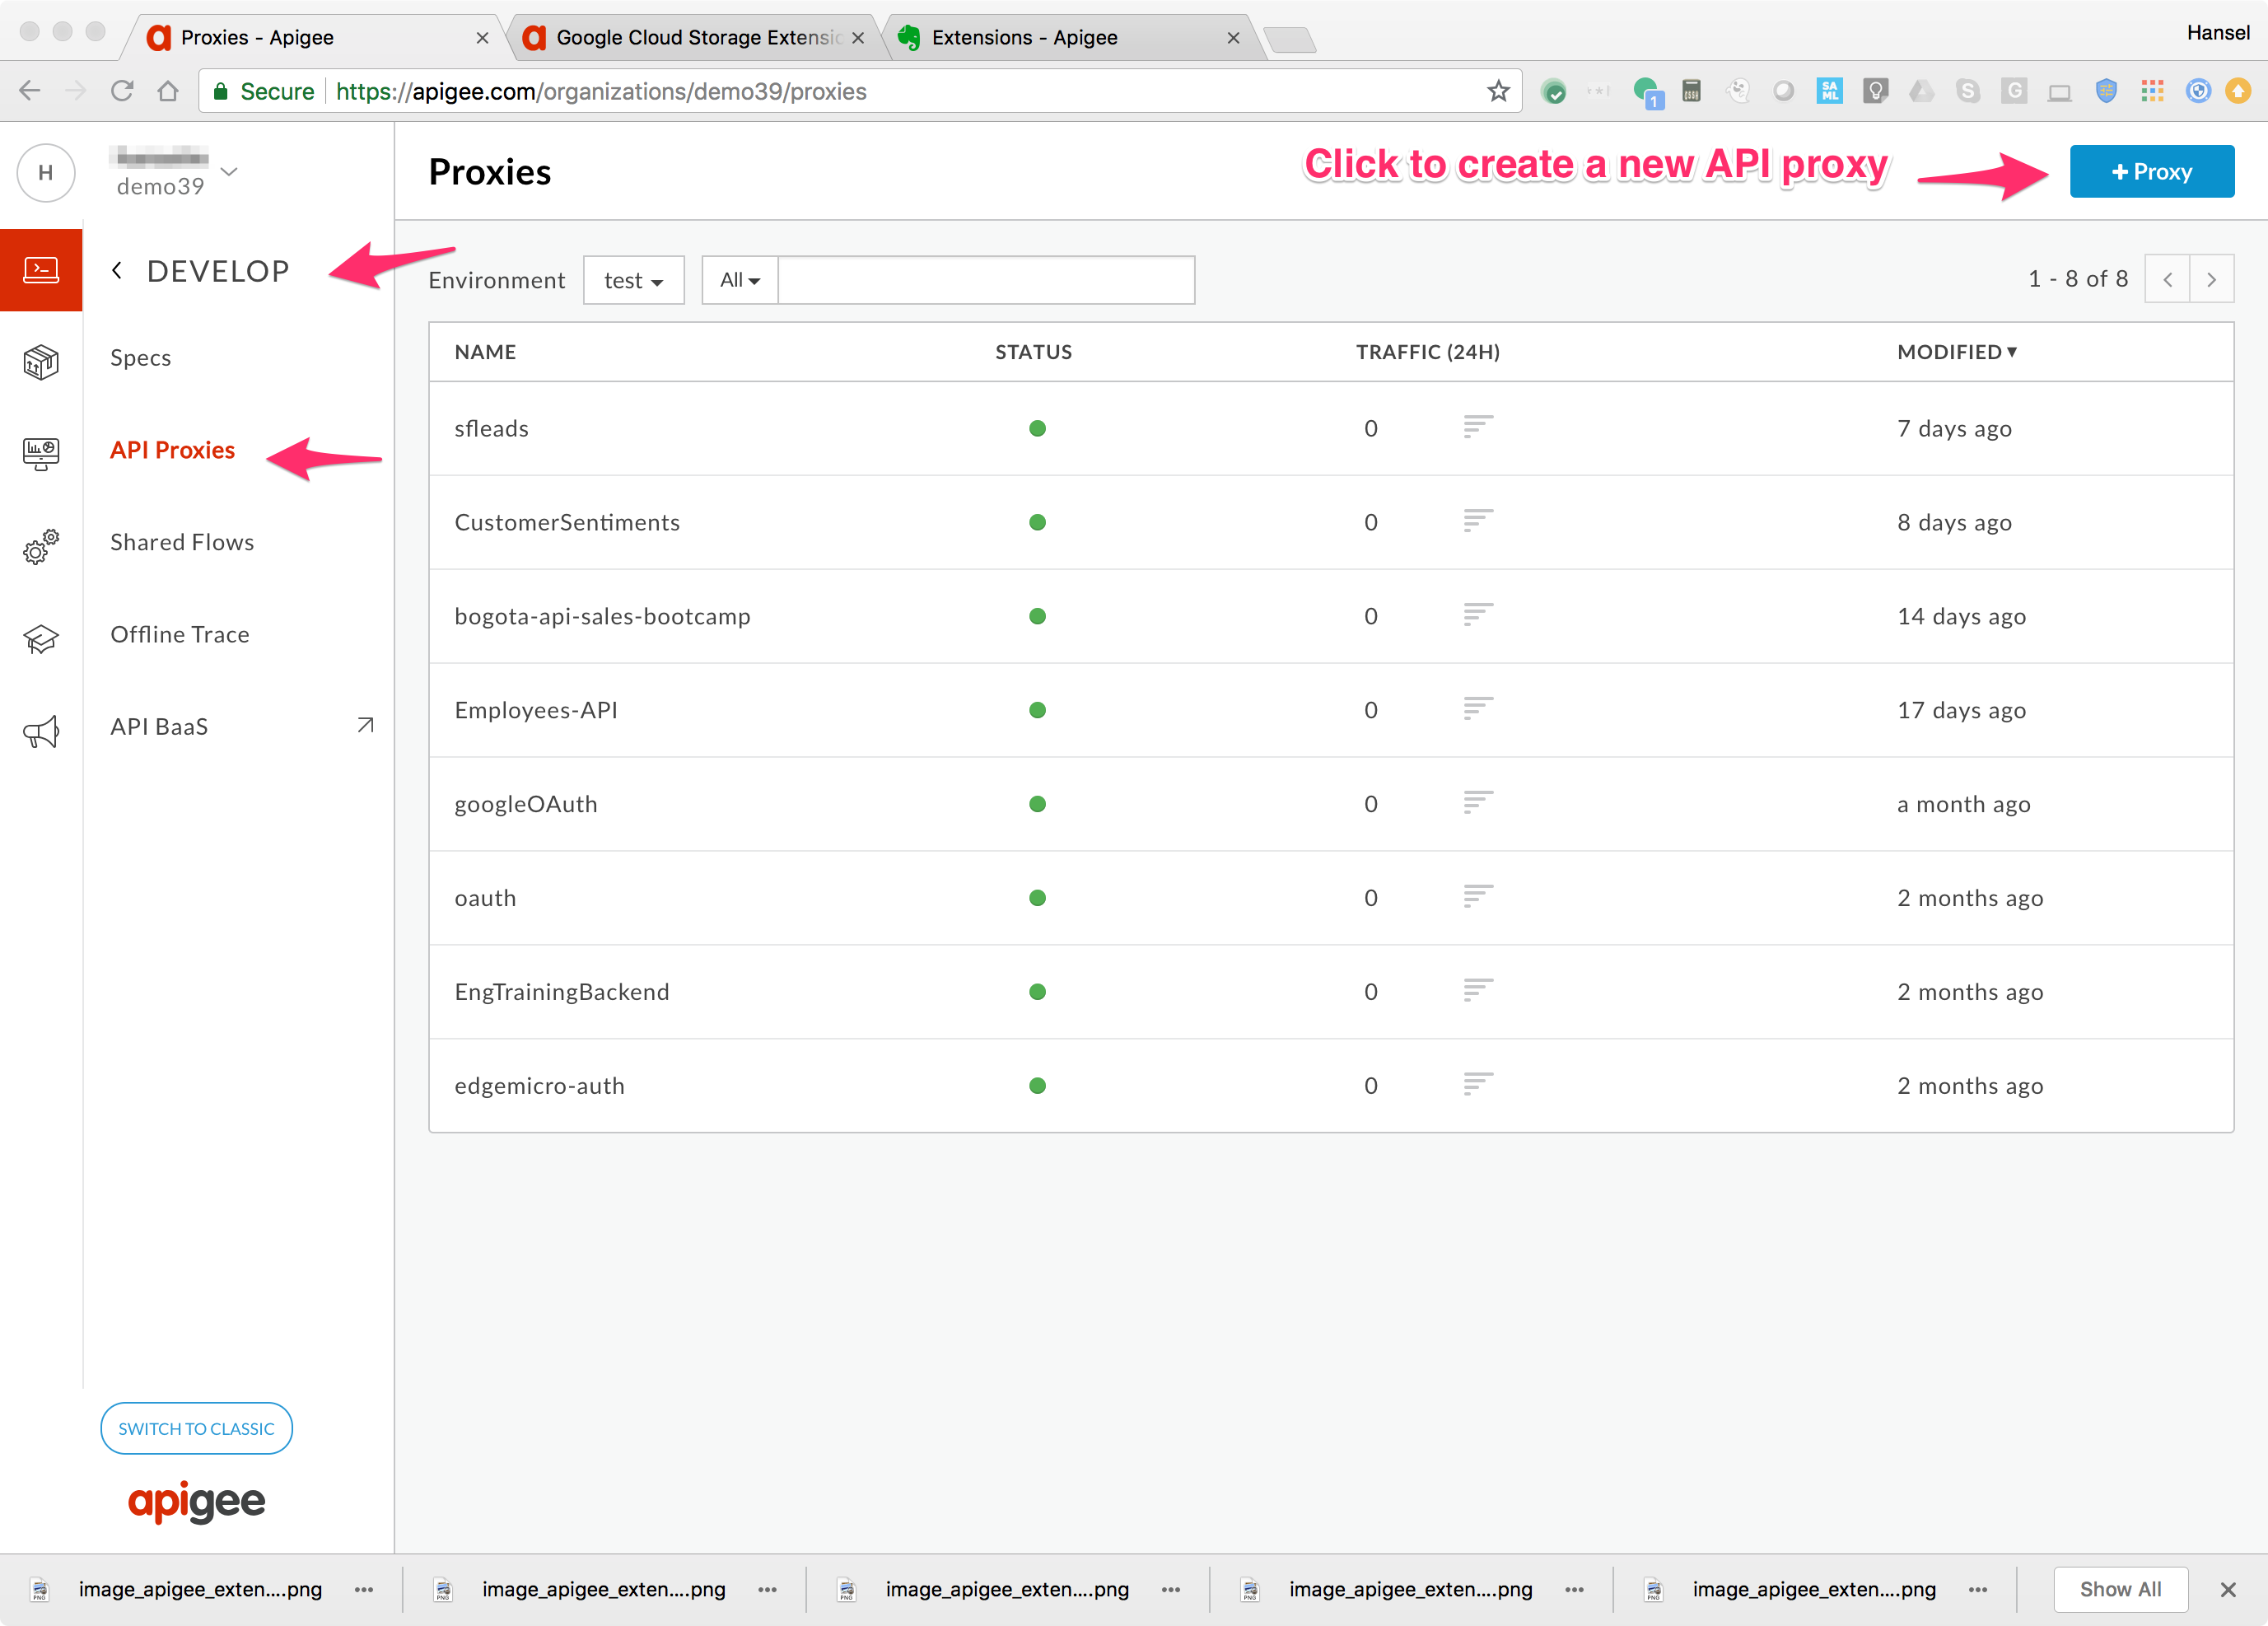 Hansel
Proxies - Apigee
Google Cloud Storage Extensio
Extensions - Apigee
Secure
https://apigee.com/organizations/demo39/proxies
1
SA
ML
S
G
H
demo39
Proxies
Click to create a new API proxy
+ Proxy
DEVELOP
Specs
API Proxies
Shared Flows
Offline Trace
API BaaS
Environment test All
1 - 8 of 8
NAME STATUS TRAFFIC (24H) MODIFIED
sfleads 0 7 days ago
CustomerSentiments 0 8 days ago
bogota-api-sales-bootcamp 0 14 days ago
Employees-API 0 17 days ago
googleOAuth 0 a month ago
oauth 0 2 months ago
EngTrainingBackend 0 2 months ago
edgemicro-auth 0 2 months ago
SWITCH TO CLASSIC
apigee
image_apigee_exten....png
image_apigee_exten....png
image_apigee_exten....png
image_apigee_exten....png
image_apigee_exten....png
Show All